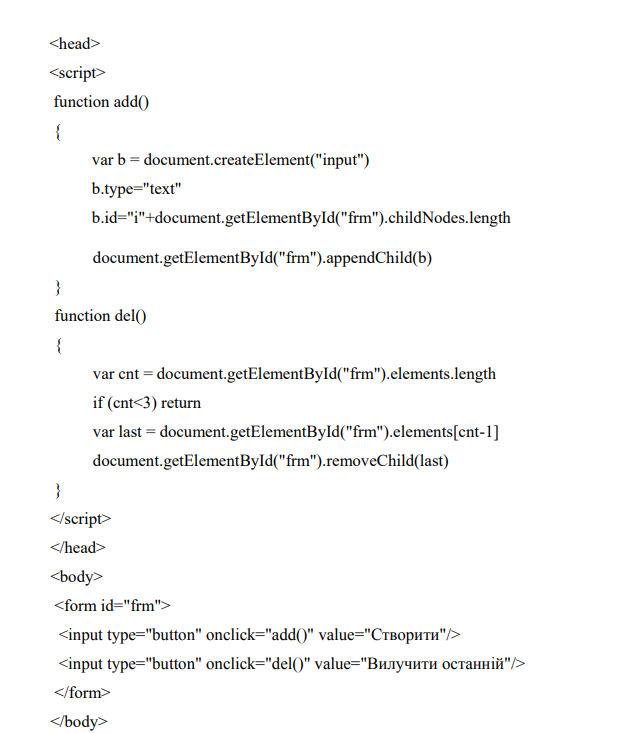 <head>
<script>
function add()
{
var b = document.createElement("input")
b.type="text"
b.id="i"+document.getElementById("frm").childNodes.length
document.getElementById("frm").appendChild(b)
}
function del()
{
var cnt = document.getElementById("frm").elements.length
if (cnt<3) return
var last = document.getElementById("frm").elements[cnt-1]
document.getElementById("frm").removeChild(last)
}
</script>
</head>
<body>
<form id="frm">
<input type="button" onclick="add()" value="Створити"/>
<input type="button" onclick="del()" value="Вилучити останній"/>
</form>
</body>